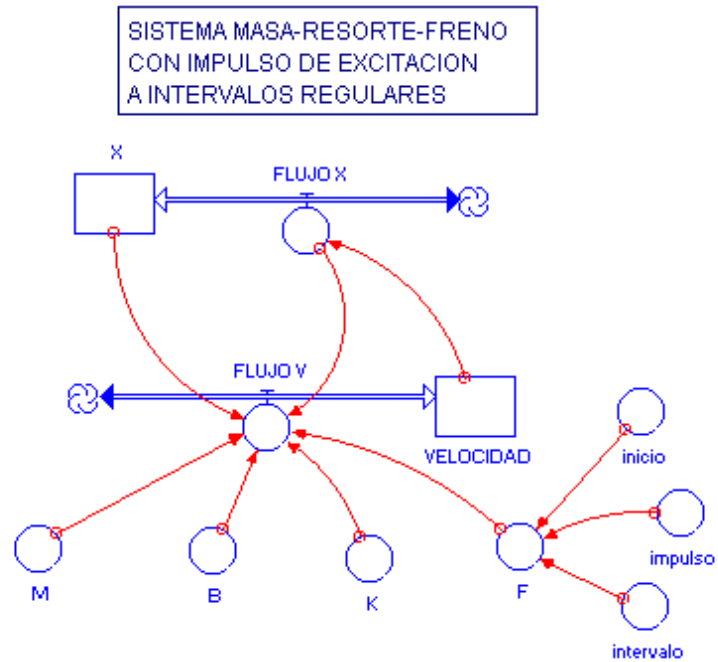 SISTEMA MASA-RESORTE-FRENO
CON IMPULSO DE EXCITACION
A INTERVALOS REGULARES
X
FLUJO X
FLUJO V
VELOCIDAD
inicio
impulso
M
B
K
F
intervalo